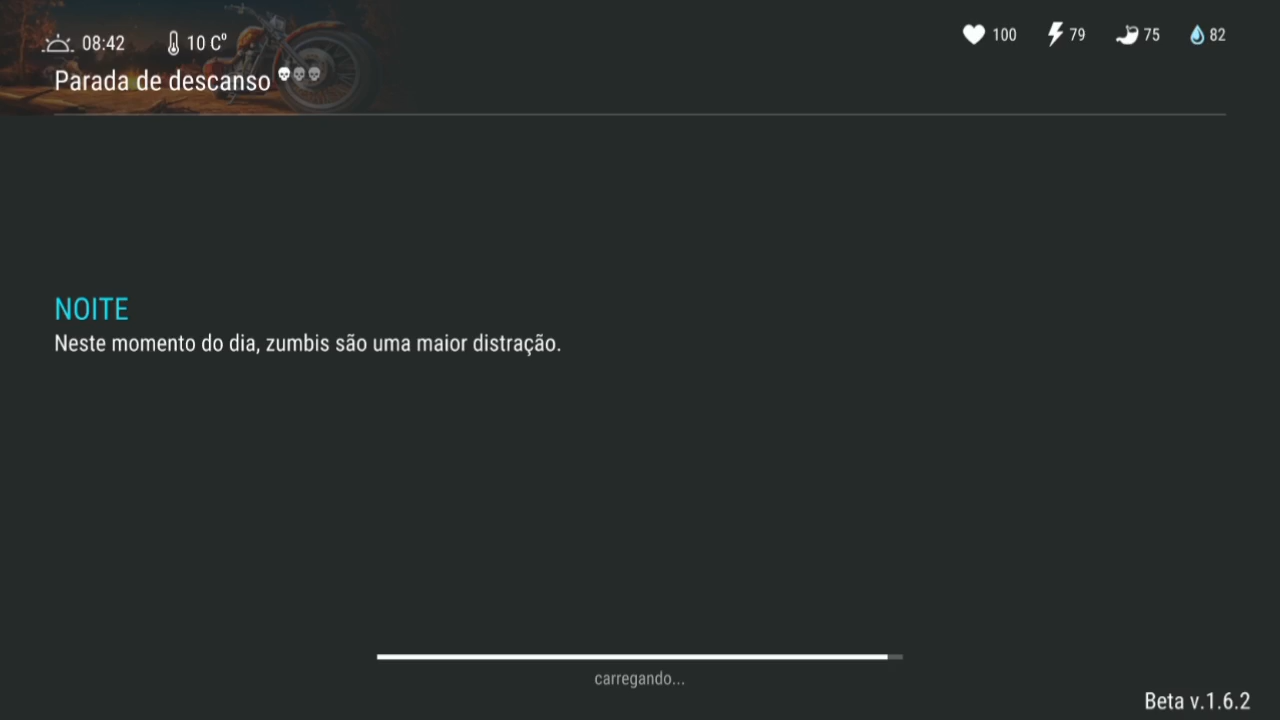 08:42 10 Cº 100 79 75 82
Parada de descanso
NOITE
Neste momento do dia, zumbis são uma maior distração.
carregando...
Beta v.1.6.2